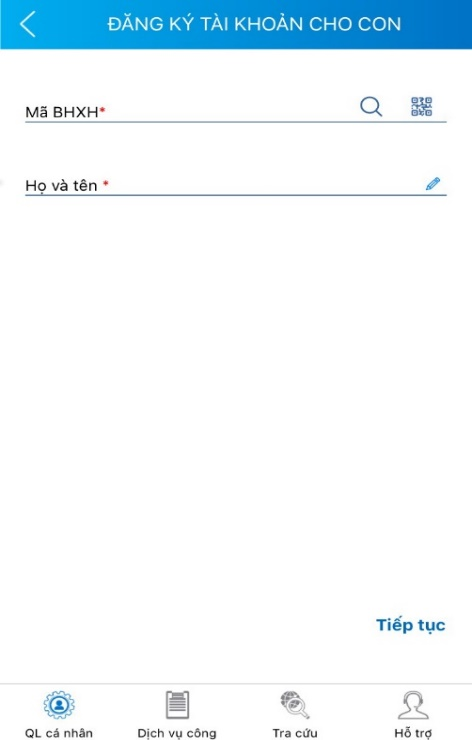 ĐĂNG KÝ TÀI KHOẢN CHO CON
Mã BHXH*
Họ và tên *
Tiếp tục
QL cá nhân Dịch vụ công Tra cứu Hỗ trợ